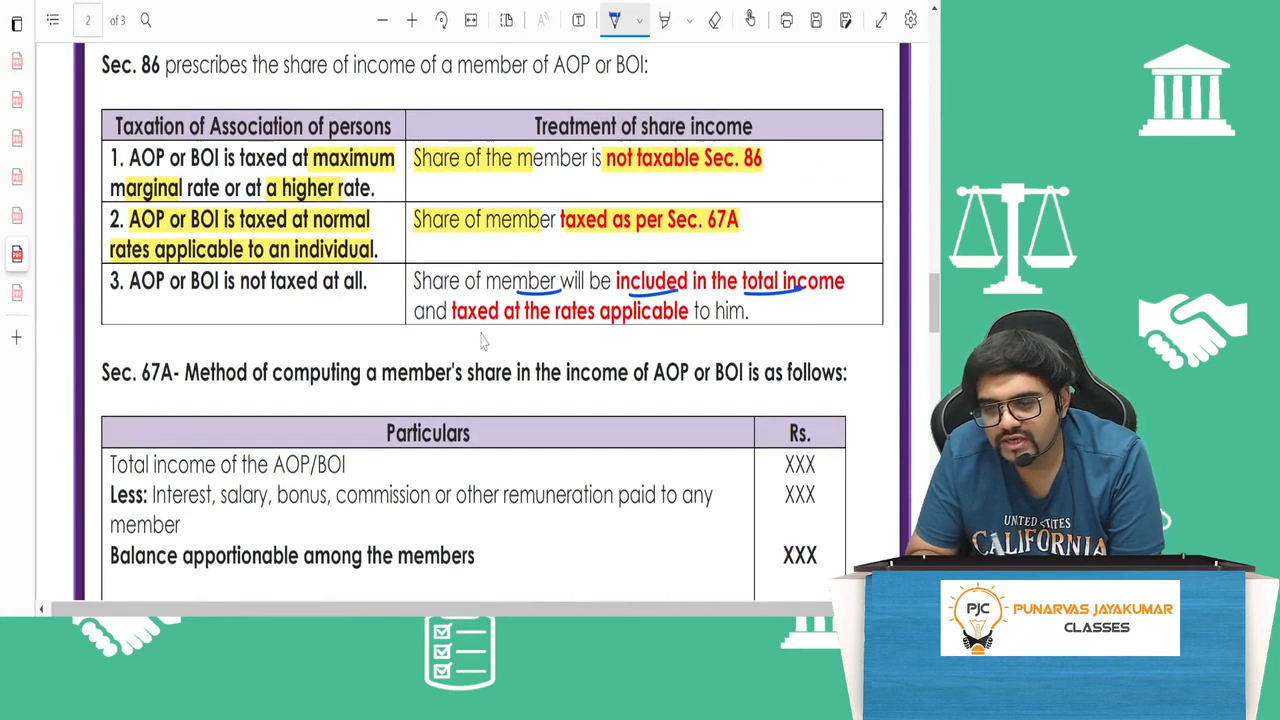 2 of 3
Sec. 86 prescribes the share of income of a member of AOP or BOI:
Taxation of Association of persons Treatment of share income
1. AOP or BOI is taxed at maximum marginal rate or at a higher rate. Share of the member is not taxable Sec. 86
2. AOP or BOI is taxed at normal rates applicable to an individual. Share of member taxed as per Sec. 67A
3. AOP or BOI is not taxed at all. Share of member will be included in the total income
and taxed at the rates applicable to him.
Sec. 67A- Method of computing a member's share in the income of AOP or BOI is as follows:
Particulars Rs.
Total income of the AOP/BOI XXX
Less: Interest, salary, bonus, commission or other remuneration paid to any XXX
member
Balance apportionable among the members XXX
UNITED STATES
CALIFORNIA
PJC PUNARVAS JAYAKUMAR
CLASSES